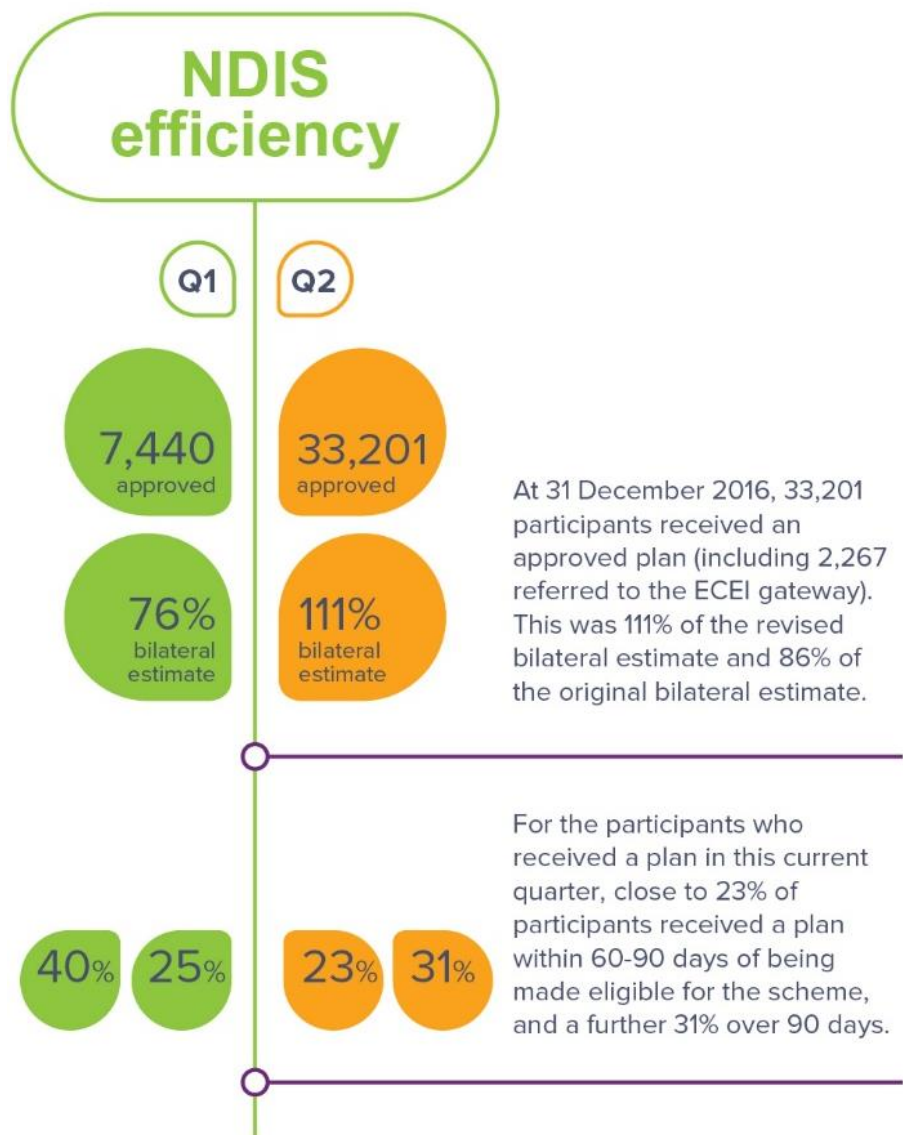 NDIS
efficiency
Q1
Q2
7,440
approved
33,201
approved
76%
bilateral
estimate
111%
bilateral
estimate
At 31 December 2016, 33,201
participants received an
approved plan (including 2,267
referred to the ECEI gateway).
This was 111% of the revised
bilateral estimate and 86% of
the original bilateral estimate.
40%
25%
23%
31%
For the participants who
received a plan in this current
quarter, close to 23% of
participants received a plan
within 60-90 days of being
made eligible for the scheme,
and a further 31% over 90 days.